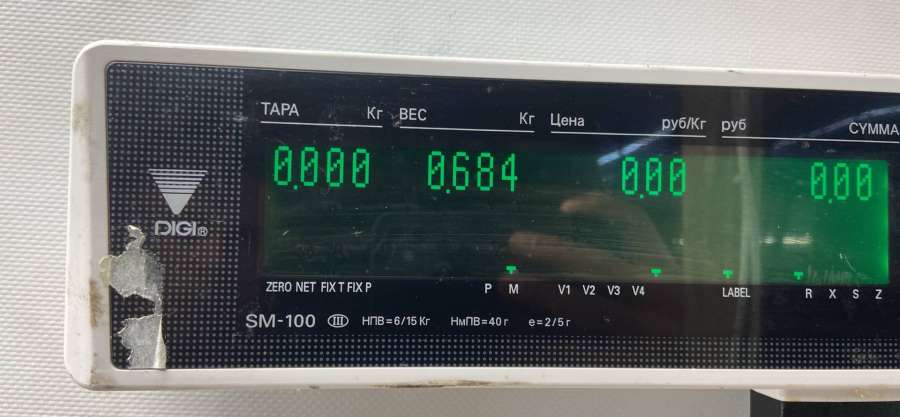 ТАРА Кг ВЕС Кг Цена руб/Кг руб СУММА
0.000 0.684 0.00 0.00
DIGI®
ZERO NET FIX T FIX P P M V1 V2 V3 V4 LABEL R X S Z
SM-100 III НПВ=6/15 Кг НмПВ=40 г e=2/5 г